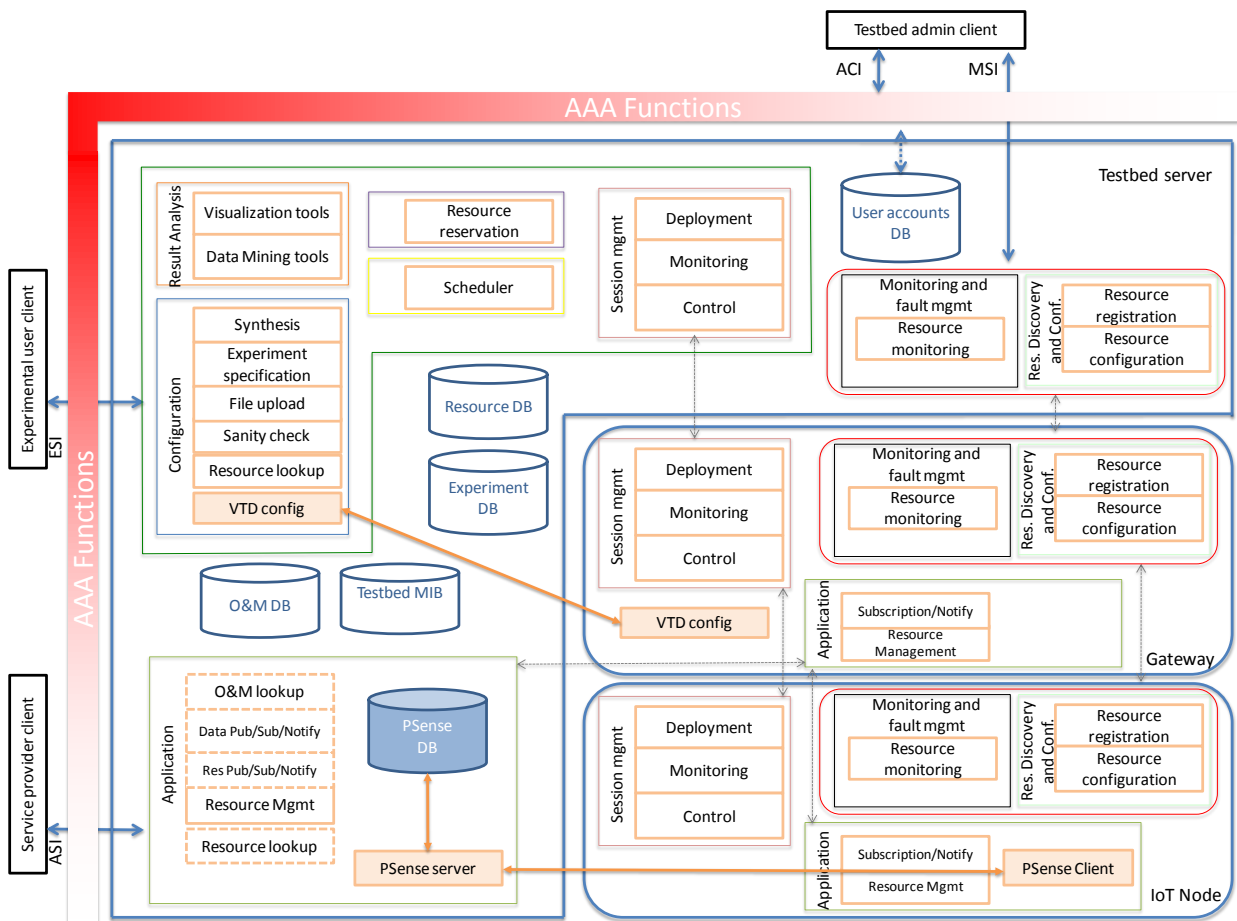 Testbed admin client
ACI
MSI
AAA Functions
Testbed server
Result Analysis
Visualization tools
Data Mining tools
Resource
reservation
Scheduler
Session mgmt
Deployment
Monitoring
Control
User accounts
DB
Monitoring and
fault mgmt
Resource
monitoring
Res. Discovery
and Conf.
Resource
registration
Resource
configuration
Experimental user client
ESI
AAA Functions
Configuration
Synthesis
Experiment
specification
File upload
Sanity check
Resource lookup
VTD config
Resource DB
Experiment
DB
O&M DB
Testbed MIB
Session mgmt
Deployment
Monitoring
Control
Monitoring and
fault mgmt
Resource
monitoring
Res. Discovery
and Conf.
Resource
registration
Resource
configuration
VTD config
Application
Subscription/Notify
Resource
Management
Gateway
Service provider client
ASI
Application
O&M lookup
Data Pub/Sub/Notify
Res Pub/Sub/Notify
Resource Mgmt
Resource lookup
PSense
DB
PSense server
Session mgmt
Deployment
Monitoring
Control
Monitoring and
fault mgmt
Resource
monitoring
Res. Discovery
and Conf.
Resource
registration
Resource
configuration
Application
Subscription/Notify
Resource Mgmt
PSense Client
IoT Node